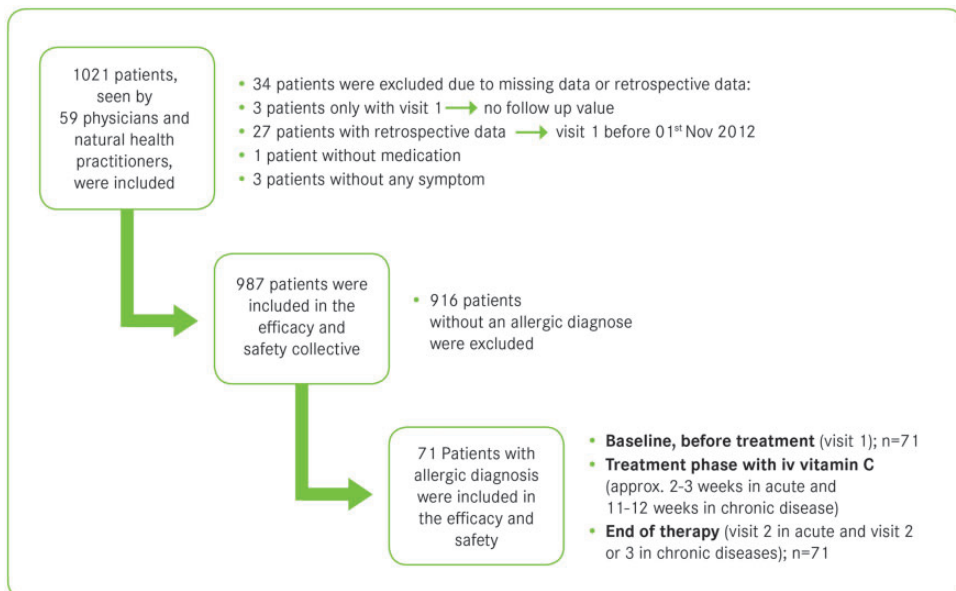 1021 patients,
seen by
59 physicians and
natural health
practitioners,
were included
• 34 patients were excluded due to missing data or retrospective data:
• 3 patients only with visit 1 → no follow up value
• 27 patients with retrospective data → visit 1 before 01st Nov 2012
• 1 patient without medication
• 3 patients without any symptom
987 patients were
included in the
efficacy and
safety collective
• 916 patients
without an allergic diagnose
were excluded
71 Patients with
allergic diagnosis
were included in
the efficacy and
safety
• Baseline, before treatment (visit 1); n=71
• Treatment phase with iv vitamin C
(approx. 2-3 weeks in acute and
11-12 weeks in chronic disease)
• End of therapy (visit 2 in acute and visit 2
or 3 in chronic diseases); n=71